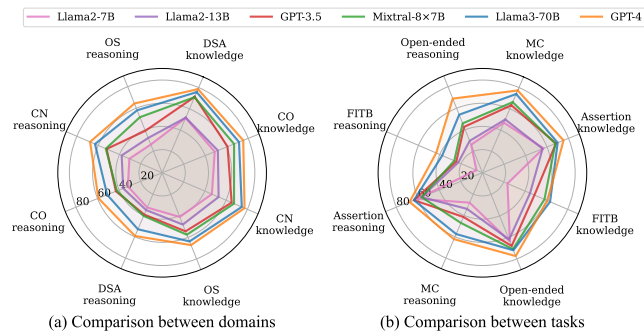 Llama2-7B Llama2-13B GPT-3.5 Mixtral-8×7B Llama3-70B GPT-4
OS
reasoning
DSA
knowledge
CN
reasoning
CO
knowledge
CO
reasoning
CN
knowledge
DSA
reasoning
OS
knowledge
20
40
60
80
(a) Comparison between domains
Open-ended
reasoning
MC
knowledge
FITB
reasoning
Assertion
knowledge
Assertion
reasoning
FITB
knowledge
MC
reasoning
Open-ended
knowledge
20
40
60
80
(b) Comparison between tasks